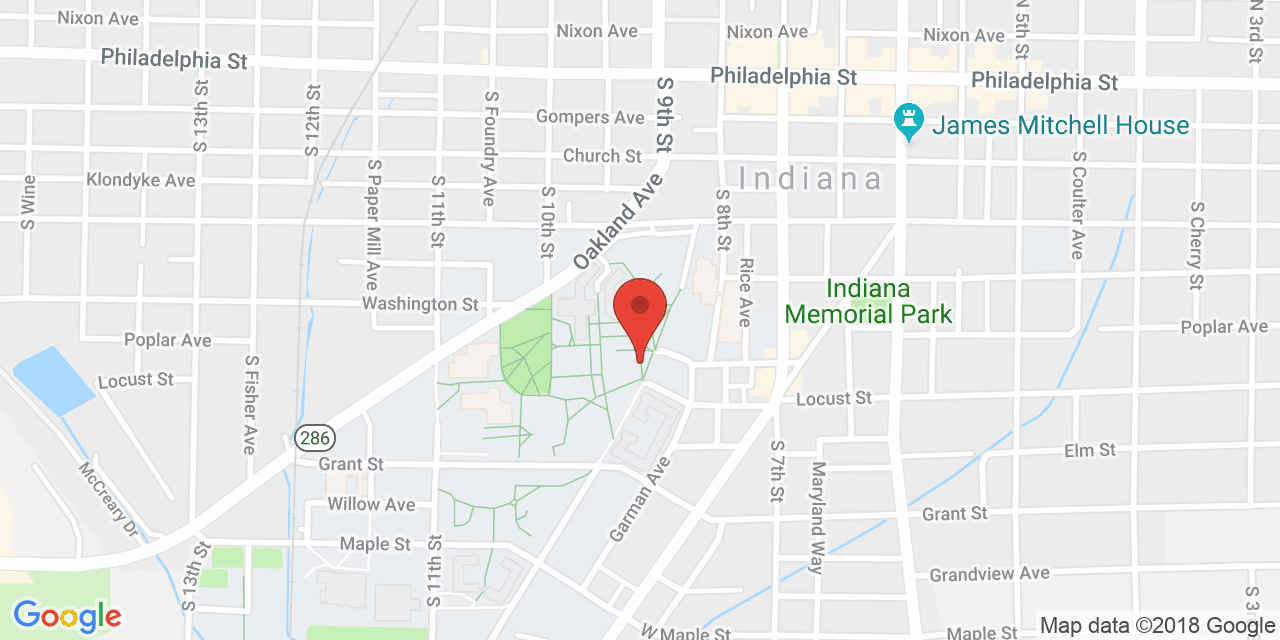 Nixon Ave
Nixon Ave
Nixon Ave
Nixon Ave
N 5th St
N 3rd St
Philadelphia St
Philadelphia St
Philadelphia St
S 13th St
S 12th St
S Foundry Ave
Gompers Ave
S 9th St
James Mitchell House
Church St
Indiana
Klondyke Ave
S Wine
S Paper Mill Ave
S 11th St
S 10th St
Oakland Ave
S 8th St
Rice Ave
S Coulter Ave
S Cherry St
Washington St
Indiana
Memorial Park
Poplar Ave
Poplar Ave
Locust St
S Fisher Ave
Locust St
286
Grant St
S 7th St
Elm St
McCreary Dr
Willow Ave
Garman Ave
Maryland Way
Grant St
Maple St
S 13th St
S 11th St
Grandview Ave
Google
W Maple St
Maple St
Map data ©2018 Google